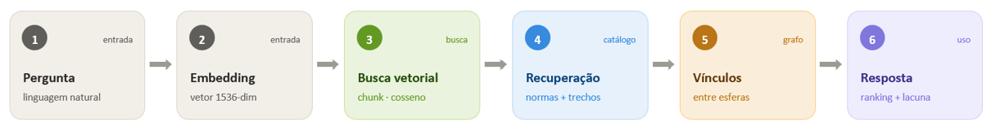 1
entrada
Pergunta
linguagem natural
2
entrada
Embedding
vetor 1536-dim
3
busca
Busca vetorial
chunk · cosseno
4
catálogo
Recuperação
normas + trechos
5
grafo
Vínculos
entre esferas
6
uso
Resposta
ranking + lacuna